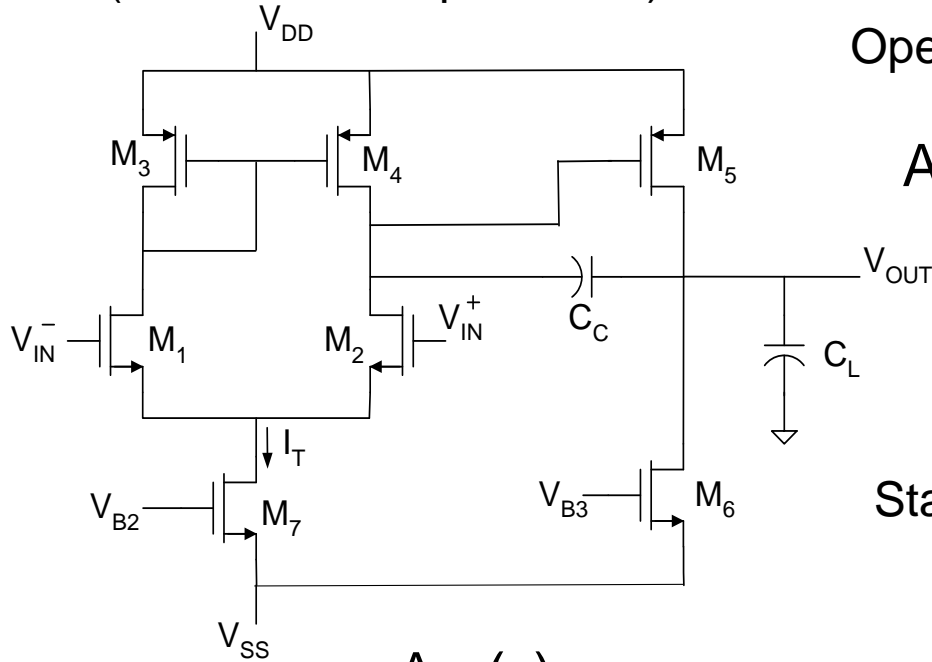 V_DD
Ope
M_3
M_4
M_5
A
V_IN^-
M_1
M_2
V_IN^+
C_C
V_OUT
C_L
I_T
V_B2
M_7
V_B3
M_6
Sta
V_SS